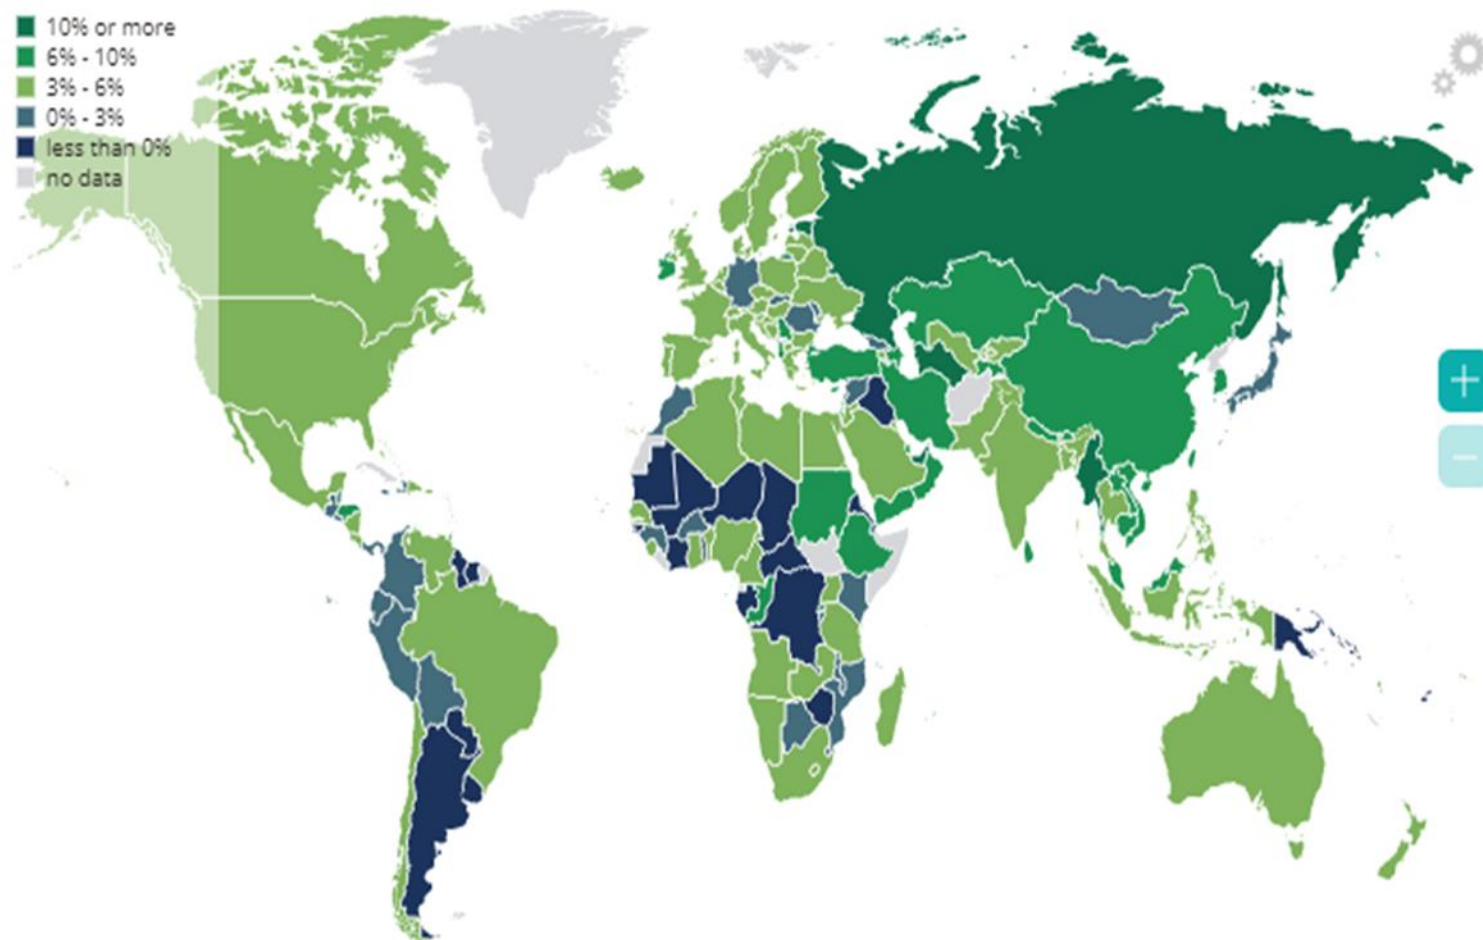 10% or more
6% - 10%
3% - 6%
0% - 3%
less than 0%
no data
+
−